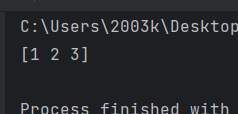 C:\Users\2003k\Desktop
[1 2 3]
Process finished with